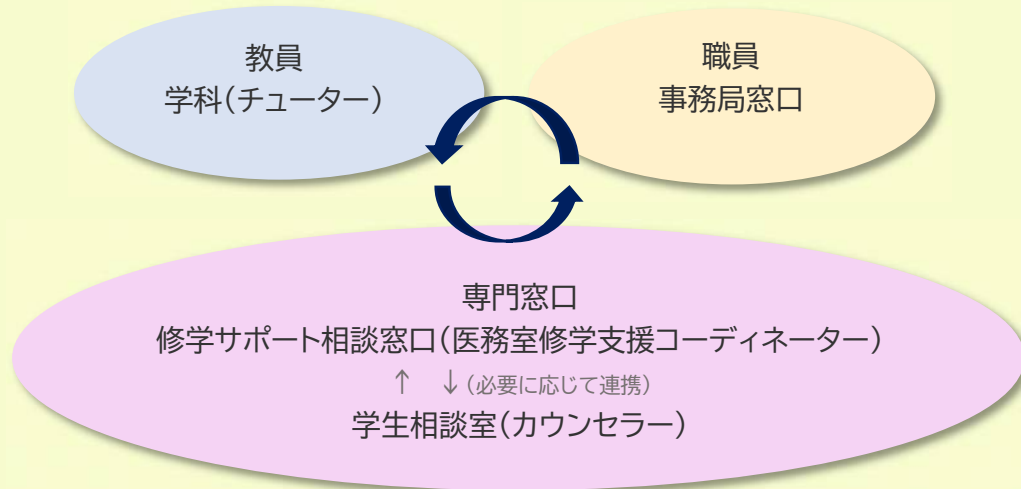 教員
学科(チューター)
職員
事務局窓口
専門窓口
修学サポート相談窓口(医務室修学支援コーディネーター)
↑ ↓(必要に応じて連携)
学生相談室(カウンセラー)